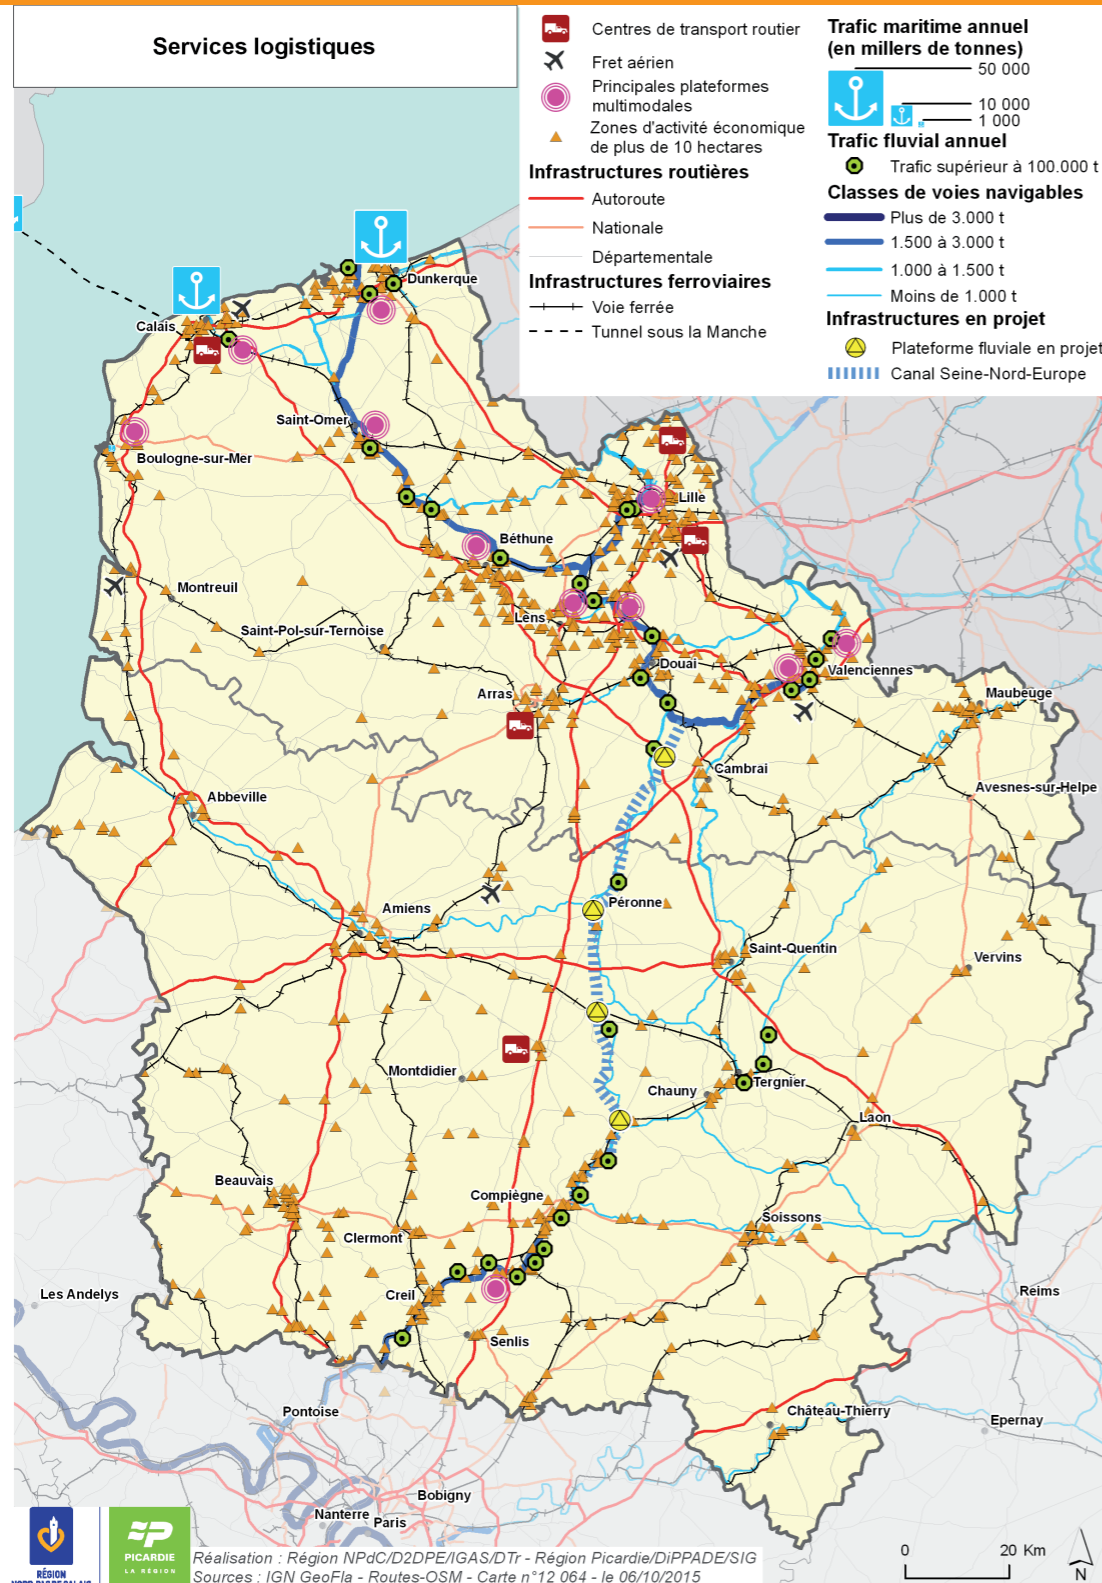 Services logistiques
Centres de transport routier
Fret aérien
Principales plateformes
multimodales
Zones d'activité économique
de plus de 10 hectares
Infrastructures routières
Autoroute
Nationale
Départementale
Infrastructures ferroviaires
Voie ferrée
Tunnel sous la Manche
Trafic maritime annuel
(en millers de tonnes)
50 000
10 000
1 000
Trafic fluvial annuel
Trafic supérieur à 100.000 t
Classes de voies navigables
Plus de 3.000 t
1.500 à 3.000 t
1.000 à 1.500 t
Moins de 1.000 t
Infrastructures en projet
Plateforme fluviale en projet
Canal Seine-Nord-Europe
Dunkerque
Calais
Saint-Omer
Boulogne-sur-Mer
Lille
Béthune
Montreuil
Lens
Saint-Pol-sur-Ternoise
Douai
Valenciennes
Arras
Maubeuge
Cambrai
Avesnes-sur-Helpe
Abbeville
Péronne
Amiens
Saint-Quentin
Vervins
Montdidier
Chauny
Tergnier
Laon
Beauvais
Compiègne
Soissons
Clermont
Creil
Les Andelys
Reims
Senlis
Château-Thierry
Pontoise
Epernay
Bobigny
Nanterre
Paris
RÉGION
NORD-PAS DE CALAIS
PICARDIE
LA RÉGION
Réalisation : Région NPdC/D2DPE/IGAS/DTr - Région Picardie/DiPPADE/SIG
Sources : IGN GeoFla - Routes-OSM - Carte n°12 064 - le 06/10/2015
0 20 Km
N